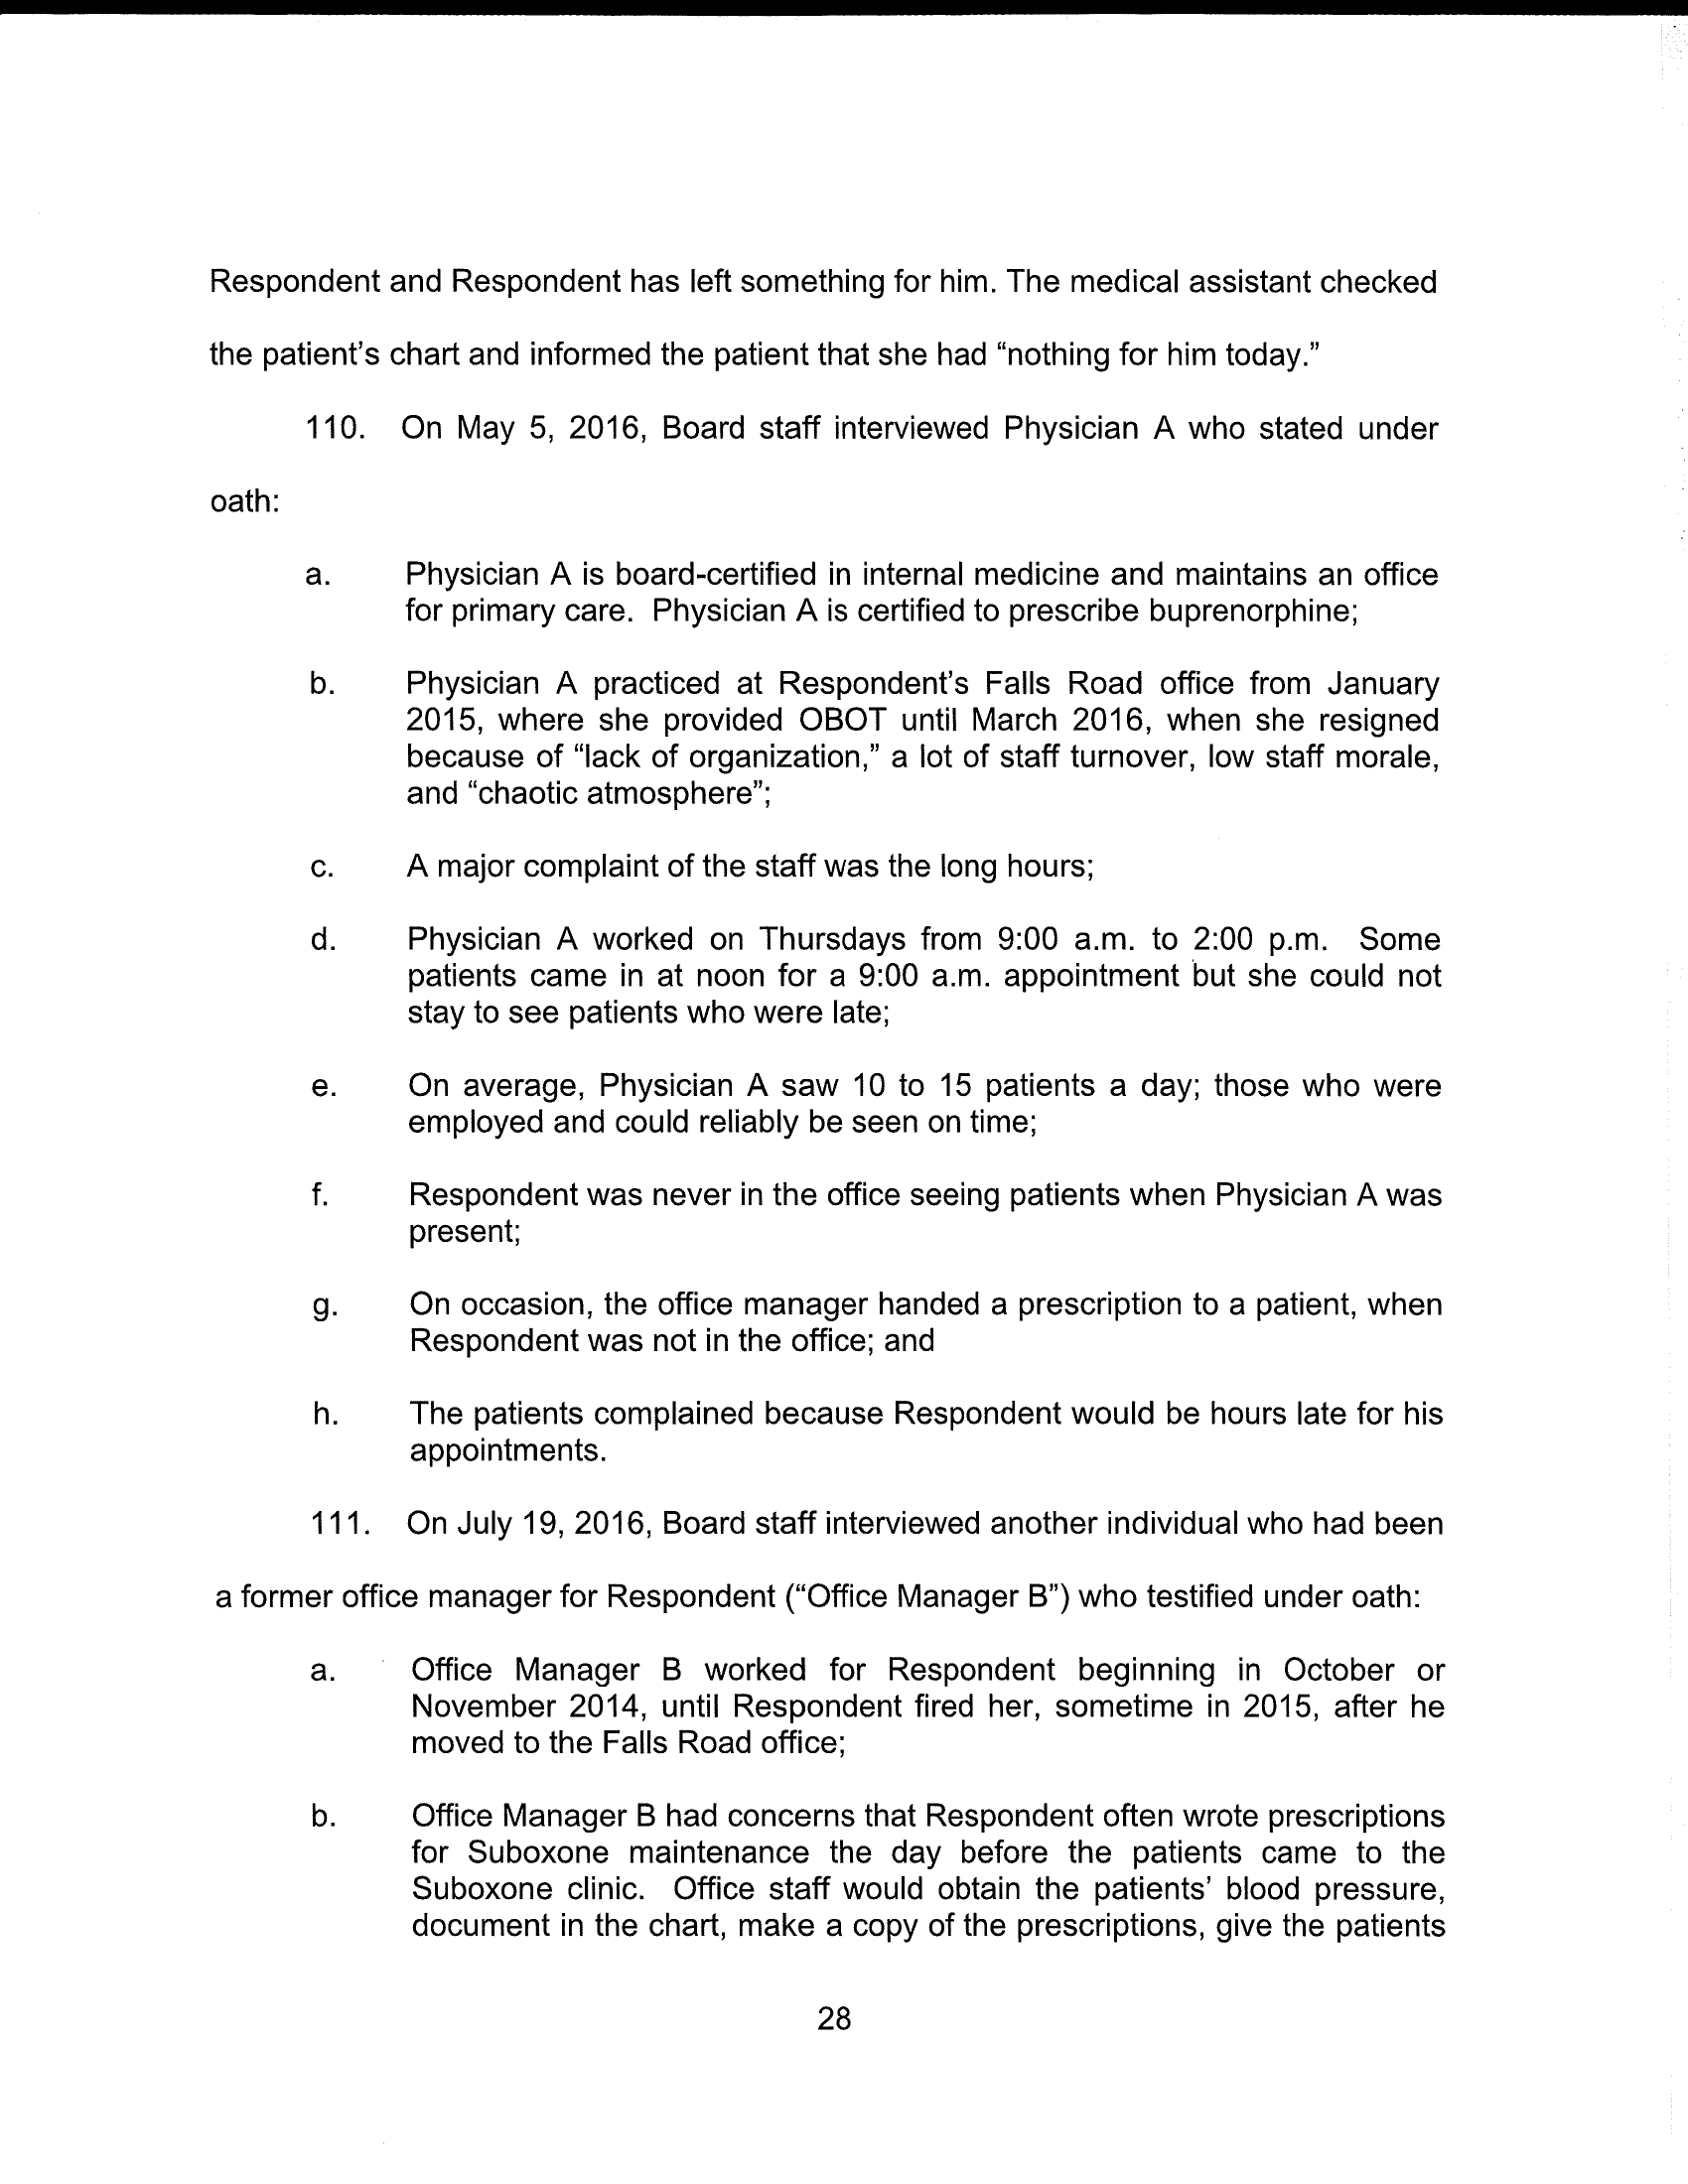 Respondent and Respondent has left something for him. The medical assistant checked
the patient's chart and informed the patient that she had “nothing for him today.”
110. On May 5, 2016, Board staff interviewed Physician A who stated under
oath:
a. Physician A is board-certified in internal medicine and maintains an office
for primary care. Physician A is certified to prescribe buprenorphine;
b. Physician A practiced at Respondent's Falls Road office from January
2015, where she provided OBOT until March 2016, when she resigned
because of “lack of organization,” a lot of staff turnover, low staff morale,
and “chaotic atmosphere”;
c. A major complaint of the staff was the long hours;
d. Physician A worked on Thursdays from 9:00 a.m. to 2:00 p.m. Some
patients came in at noon for a 9:00 a.m. appointment but she could not
stay to see patients who were late;
e. On average, Physician A saw 10 to 15 patients a day; those who were
employed and could reliably be seen on time;
f. Respondent was never in the office seeing patients when Physician A was
present;
g. On occasion, the office manager handed a prescription to a patient, when
Respondent was not in the office; and
h. The patients complained because Respondent would be hours late for his
appointments.
111. On July 19, 2016, Board staff interviewed another individual who had been
a former office manager for Respondent (“Office Manager B”) who testified under oath:
a. Office Manager B worked for Respondent beginning in October or
November 2014, until Respondent fired her, sometime in 2015, after he
moved to the Falls Road office;
b. Office Manager B had concerns that Respondent often wrote prescriptions
for Suboxone maintenance the day before the patients came to the
Suboxone clinic. Office staff would obtain the patients' blood pressure,
document in the chart, make a copy of the prescriptions, give the patients
28